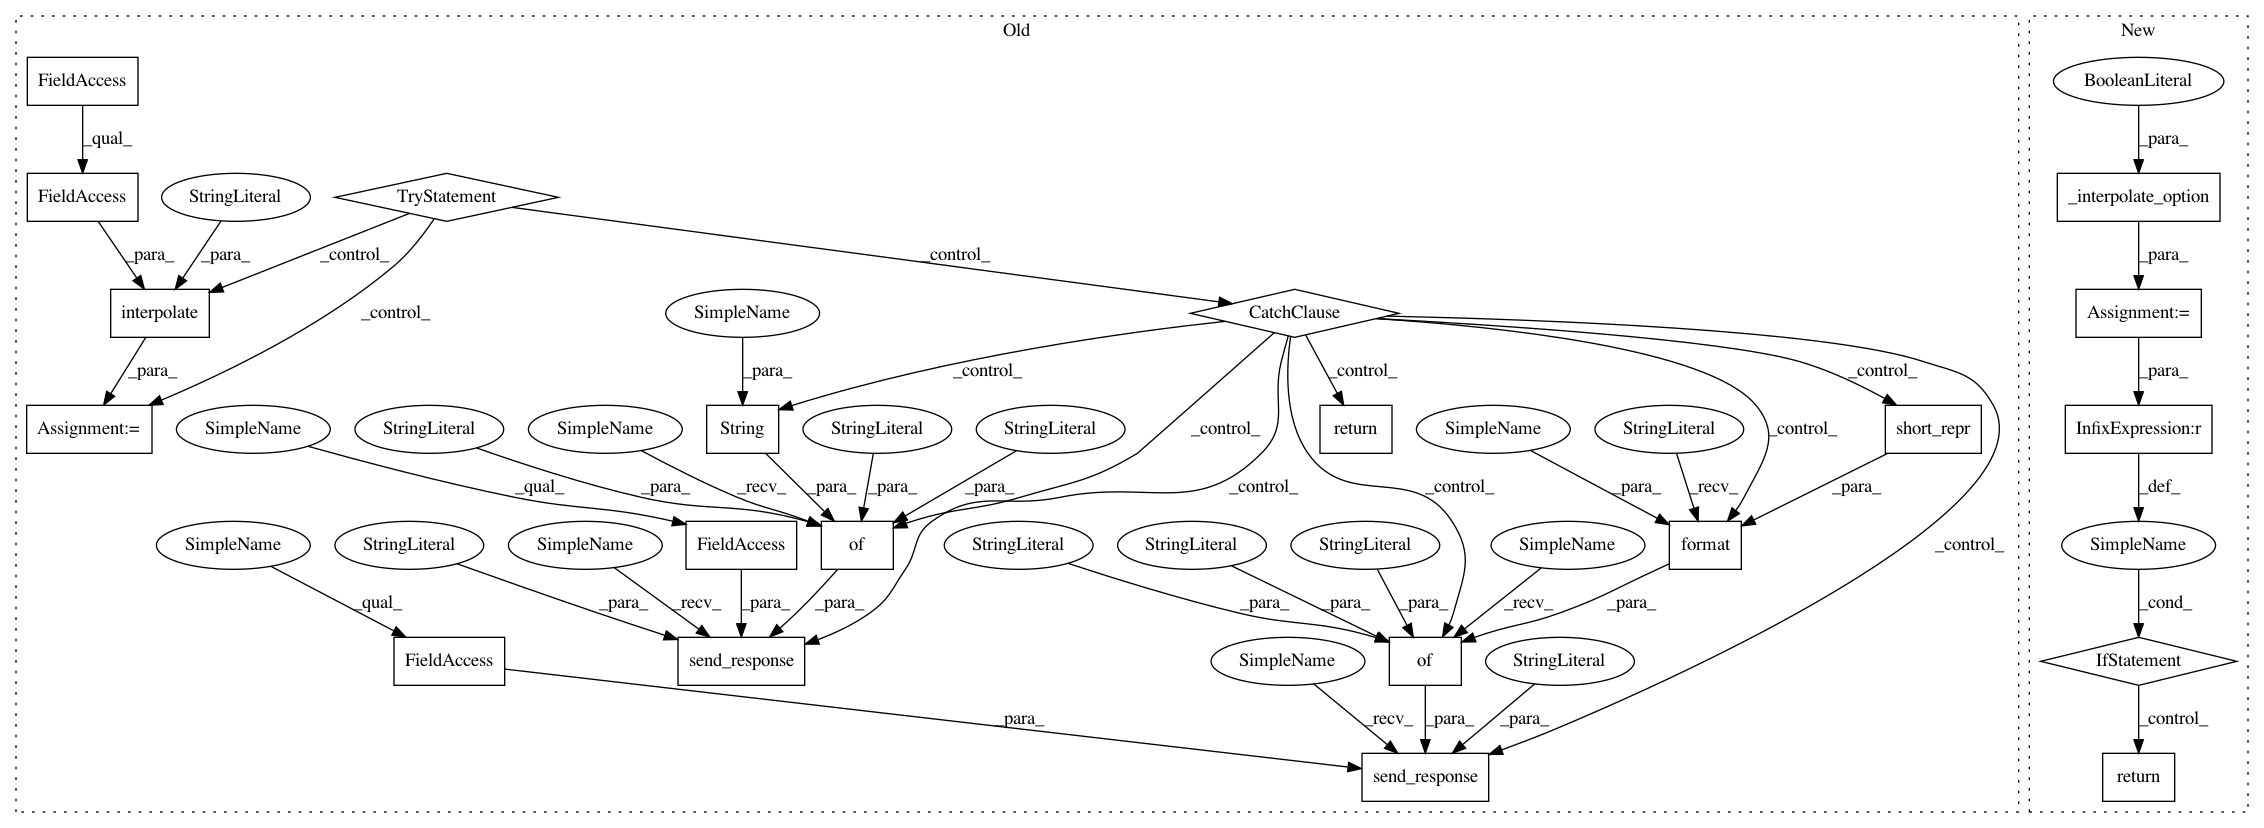 Old
New
FieldAccess
BooleanLiteral
_qual_
_para_
FieldAccess
StringLiteral
TryStatement
_interpolate_option
_para_
_para_
_control_
_control_
_para_
interpolate
SimpleName
CatchClause
Assignment:=
_control_
_para_
_para_
_control_
_control_
_control_
_para_
Assignment:=
SimpleName
StringLiteral
SimpleName
String
StringLiteral
StringLiteral
return
SimpleName
StringLiteral
short_repr
InfixExpression:r
_control_
_control_
_qual_
_para_
_recv_
_para_
_para_
_para_
_control_
_control_
_para_
_recv_
_para_
_def_
SimpleName
StringLiteral
SimpleName
FieldAccess
of
StringLiteral
StringLiteral
StringLiteral
SimpleName
format
_control_
SimpleName
_qual_
_para_
_recv_
_para_
_para_
_para_
_para_
_para_
_recv_
_para_
_cond_
FieldAccess
send_response
SimpleName
of
StringLiteral
IfStatement
_para_
_recv_
_para_
_para_
_control_
send_response
return